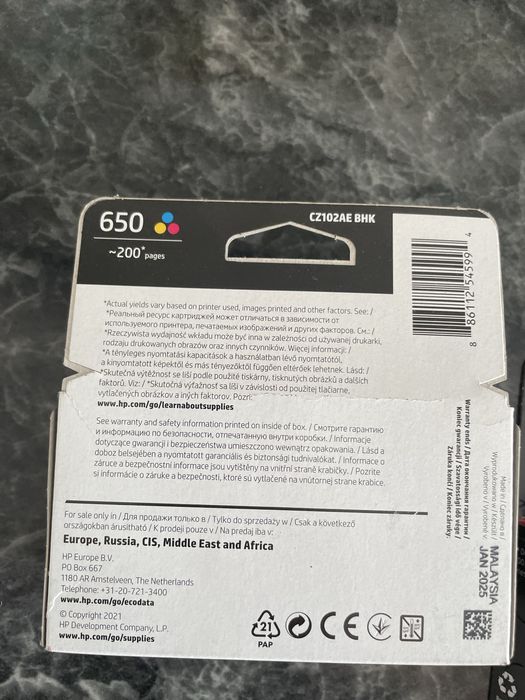 650
CZ102AE BHK
~200* pages
8 86112 54599 4
*Actual yields vary based on printer used, images printed and other factors. See: /
*Реальный ресурс картриджей может отличаться в зависимости от
используемого принтера, печатаемых изображений и других факторов. См.: /
*Rzeczywista wydajność wkładu może być inna w zależności od używanej drukarki,
rodzaju drukowanych obrazów oraz innych czynników. Więcej informacji: /
*A tényleges nyomtatási kapacitások a használatban lévő nyomtatótól,
a kinyomtatott képektől és más tényezőktől függően eltérőek lehetnek. Lásd: /
*Skutečná výtěžnost se liší podle použité tiskárny, tisknutých obrázků a dalších
faktorů. Viz: / *Skutočná výťažnosť sa líši v závislosti od použitej tlačiarne,
vytlačených obrázkov a iných faktorov. Pozri:
www.hp.com/go/learnaboutsupplies
See warranty and safety information printed on inside of box. / Смотрите гарантию
и информацию по безопасности, отпечатанную внутри коробки. / Informacje
dotyczące gwarancji i bezpieczeństwa umieszczono wewnątrz opakowania. / Lásd a
doboz belsejében a nyomtatott garanciális és biztonsági tudnivalókat. / Informace o
záruce a bezpečnostní informace jsou vytištěny na vnitřní straně krabičky. / Pozrite
si informácie o záruke a bezpečnosti, ktoré sú vytlačené na vnútornej strane krabice.
For sale only in / Для продажи только в / Tylko do sprzedaży w / Csak a következő
országokban árusítható / K prodeji pouze v / Na predaj iba v:
Europe, Russia, CIS, Middle East and Africa
HP Europe B.V.
PO Box 667
1180 AR Amstelveen, The Netherlands
Telephone: +31-20-721-3400
www.hp.com/go/ecodata
© Copyright 2021
HP Development Company, L.P.
www.hp.com/go/supplies
21
PAP
CE
Warranty ends / Дата окончания гарантии /
Koniec gwarancji / Szavatossági idő vége /
Záruka končí / Koniec záruky:
Made in / Сделано в /
Wyprodukowano w / Készült /
Vyrobeno v / Vyrobené v:
MALAYSIA
JAN 2025